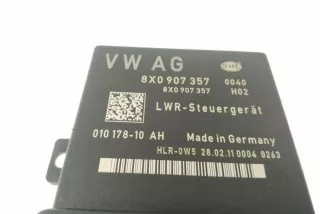 VW AG
8X0 907 357 0040
8X0 907 357 H02
LWR-Steuergerät
010 178-10 AH Made in Germany
HLR-0W5 28.02.11 0004 0263